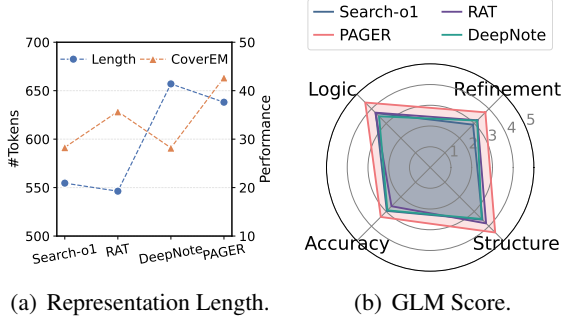 Length
CoverEM
700
650
600
550
500
#Tokens
50
40
30
20
10
Performance
Search-o1
RAT
DeepNote
PAGER
(a) Representation Length.
Search-o1
RAT
PAGER
DeepNote
Logic
Refinement
1
2
3
4
5
Accuracy
Structure
(b) GLM Score.